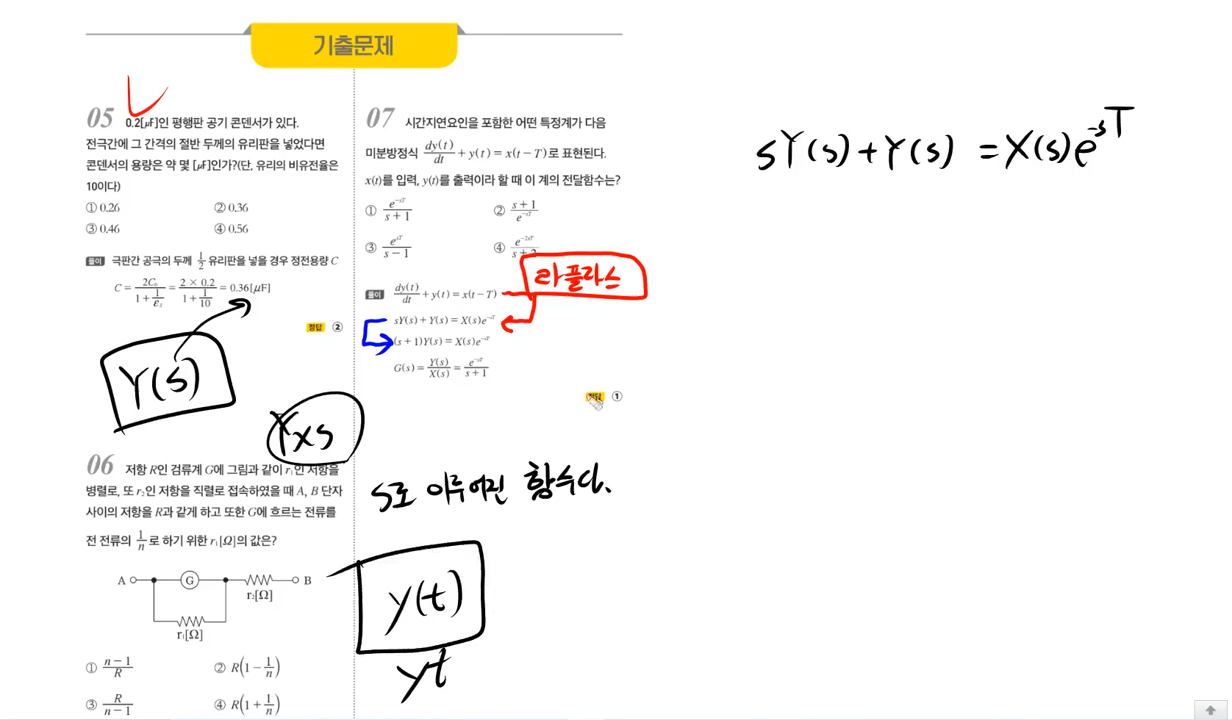 기출문제
05 0.2[μF]인 평행판 공기 콘덴서가 있다.
전극간에 그 간격의 절반 두께의 유리판을 넣었다면
콘덴서의 용량은 약 몇 [μF]인가?(단, 유리의 비유전율은
10이다)
① 0.26 ② 0.36
③ 0.46 ④ 0.56
풀이 극판간 공극의 두께 1/2 유리판을 넣을 경우 정전용량 C
C = 2C₀/(1+1/εₛ) = (2 × 0.2)/(1+1/10) = 0.36[μF]
정답 ②
Y(s)
Y×s
06 저항 R인 검류계 G에 그림과 같이 r₁인 저항을
병렬로, 또 r₂인 저항을 직렬로 접속하였을 때 A, B 단자
사이의 저항을 R과 같게 하고 또한 G에 흐르는 전류를
전 전류의 1/n로 하기 위한 r₁[Ω]의 값은?
A G B
r₂[Ω]
r₁[Ω]
① (n−1)/R ② R(1−1/n)
③ R/(n−1) ④ R(1+1/n)
07 시간지연요인을 포함한 어떤 특정계가 다음
미분방정식 dy(t)/dt + y(t) = x(t−T)로 표현된다.
x(t)를 입력, y(t)를 출력이라 할 때 이 계의 전달함수는?
① e^−sT/(s+1) ② (s+1)/e^−sT
③ e^sT/(s−1) ④ e^−2sT/(s+2)
라플라스
풀이 dy(t)/dt + y(t) = x(t−T)
sY(s) + Y(s) = X(s)e^−sT
(s+1)Y(s) = X(s)e^−sT
G(s) = Y(s)/X(s) = e^−sT/(s+1)
정답 ①
s로 이루어진 함수다.
y(t)
yt
sY(s)+Y(s) = X(s)e^−sT